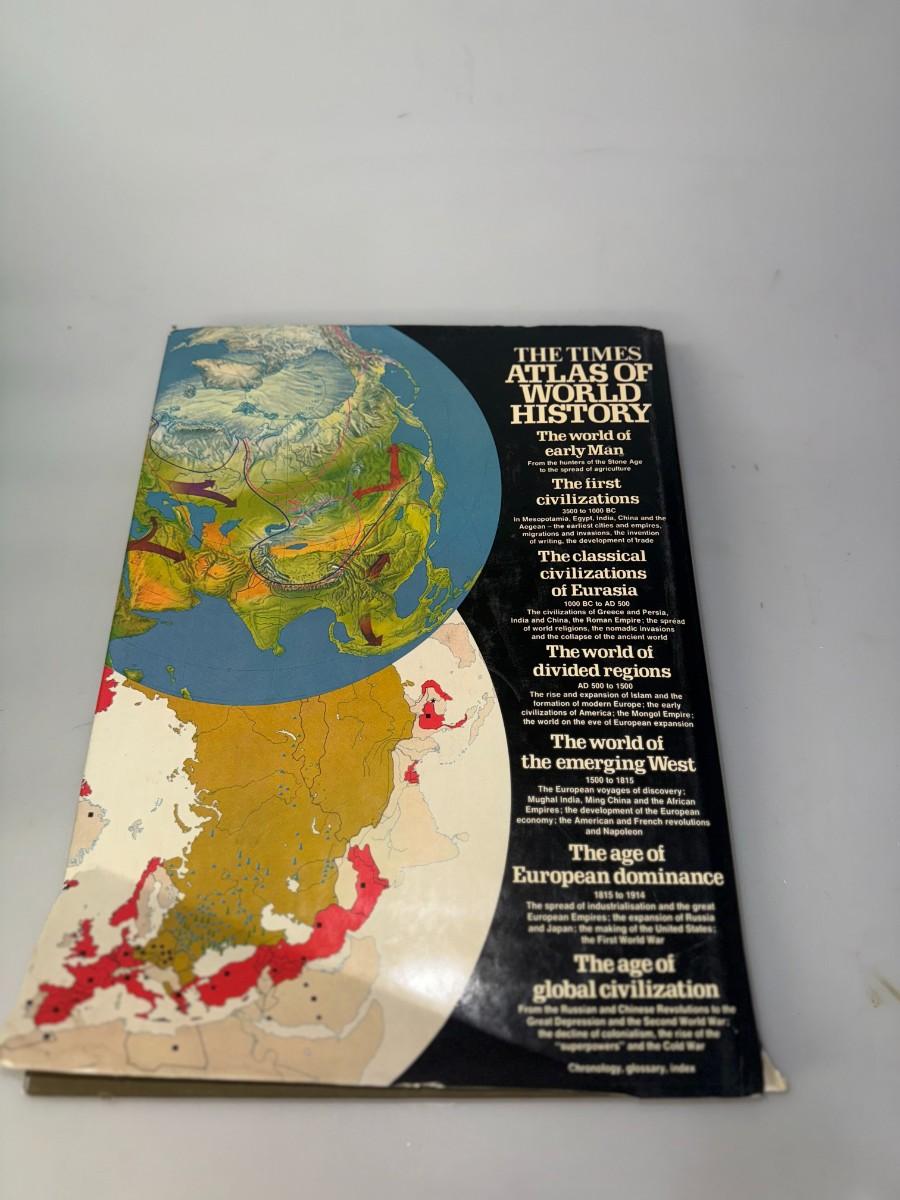 THE TIMES
ATLAS OF
WORLD
HISTORY
The world of
early Man
From the hunters of the Stone Age
to the spread of agriculture
The first
civilizations
3500 to 1000 BC
In Mesopotamia, Egypt, India, China and the
Aegean – the earliest cities and empires,
migrations and invasions, the invention
of writing, the development of trade
The classical
civilizations
of Eurasia
1000 BC to AD 500
The civilizations of Greece and Persia,
India and China, the Roman Empire; the spread
of world religions, the nomadic invasions
and the collapse of the ancient world
The world of
divided regions
AD 500 to 1500
The rise and expansion of Islam and the
formation of modern Europe; the early
civilizations of America; the Mongol Empire;
the world on the eve of European expansion
The world of
the emerging West
1500 to 1815
The European voyages of discovery;
Mughal India, Ming China and the African
Empires; the development of the European
economy; the American and French revolutions
and Napoleon
The age of
European dominance
1815 to 1914
The spread of industrialisation and the great
European Empires; the expansion of Russia
and Japan; the making of the United States;
the First World War
The age of
global civilization
From the Russian and Chinese Revolutions to the
Great Depression and the Second World War;
the decline of colonialism, the rise of the
"superpowers" and the Cold War
Chronology, glossary, index